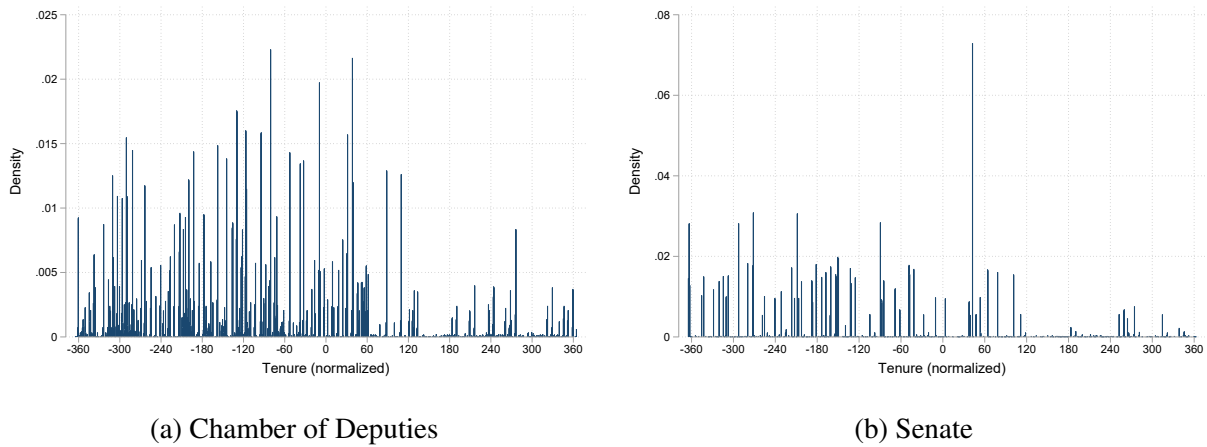 .025
.02
.015
.01
.005
0
Density
-360 -300 -240 -180 -120 -60 0 60 120 180 240 300 360
Tenure (normalized)
(a) Chamber of Deputies
.08
.06
.04
.02
0
Density
-360 -300 -240 -180 -120 -60 0 60 120 180 240 300 360
Tenure (normalized)
(b) Senate